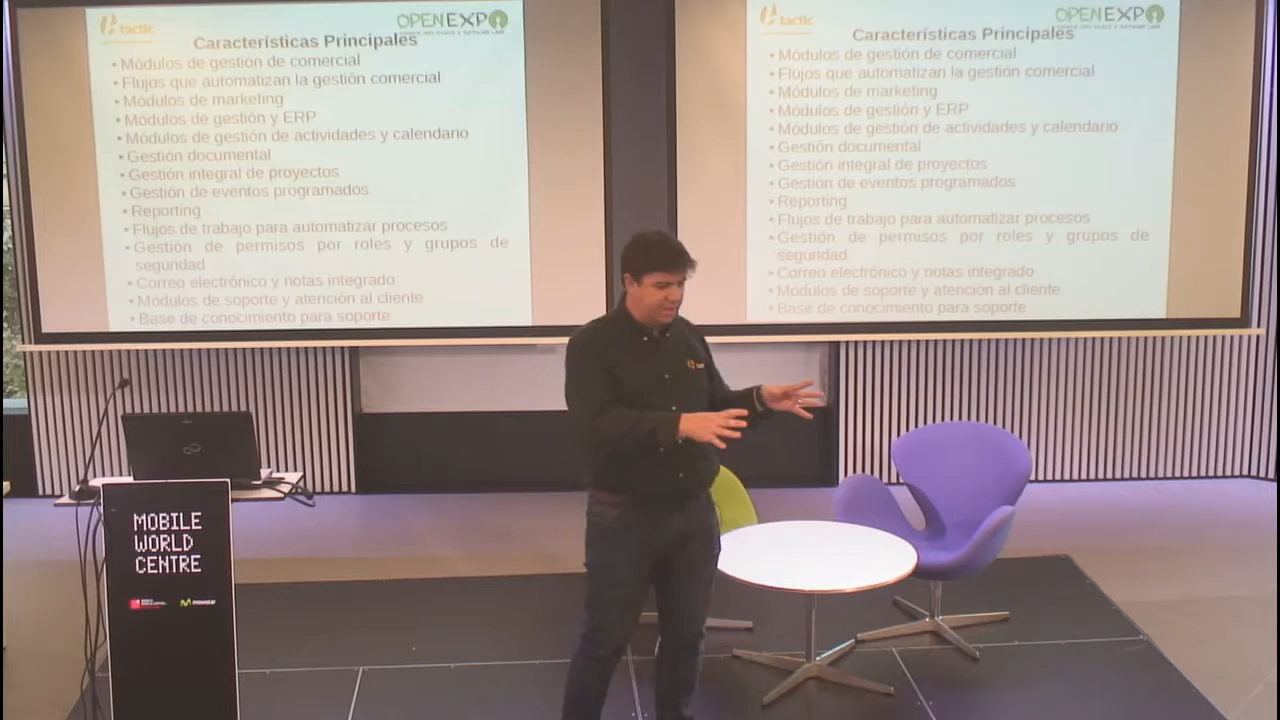 tactic
OPENEXPO
Características Principales
• Módulos de gestión de comercial
• Flujos que automatizan la gestión comercial
• Módulos de marketing
• Módulos de gestión y ERP
• Módulos de gestión de actividades y calendario
• Gestión documental
• Gestión integral de proyectos
• Gestión de eventos programados
• Reporting
• Flujos de trabajo para automatizar procesos
• Gestión de permisos por roles y grupos de
seguridad
• Correo electrónico y notas integrado
• Módulos de soporte y atención al cliente
• Base de conocimiento para soporte
tactic
OPENEXPO
Características Principales
• Módulos de gestión de comercial
• Flujos que automatizan la gestión comercial
• Módulos de marketing
• Módulos de gestión y ERP
• Módulos de gestión de actividades y calendario
• Gestión documental
• Gestión integral de proyectos
• Gestión de eventos programados
• Reporting
• Flujos de trabajo para automatizar procesos
• Gestión de permisos por roles y grupos de
seguridad
• Correo electrónico y notas integrado
• Módulos de soporte y atención al cliente
• Base de conocimiento para soporte
MOBILE
WORLD
CENTRE